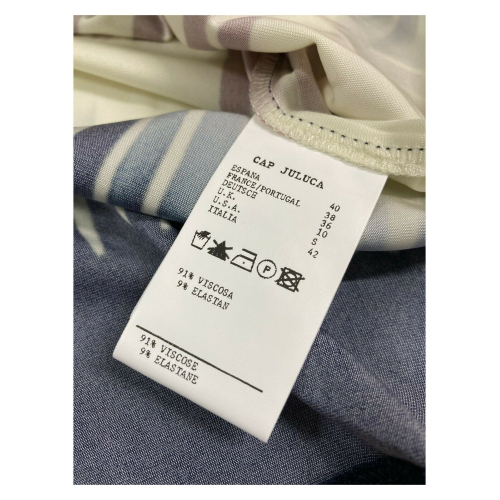 CAP JULUCA
ESPANA 40
FRANCE/PORTUGAL 38
DEUTSCH 36
U.K. 10
U.S.A. S
ITALIA 42
P
91% VISCOSA
9% ELASTAN
91% VISCOSE
9% ELASTANE